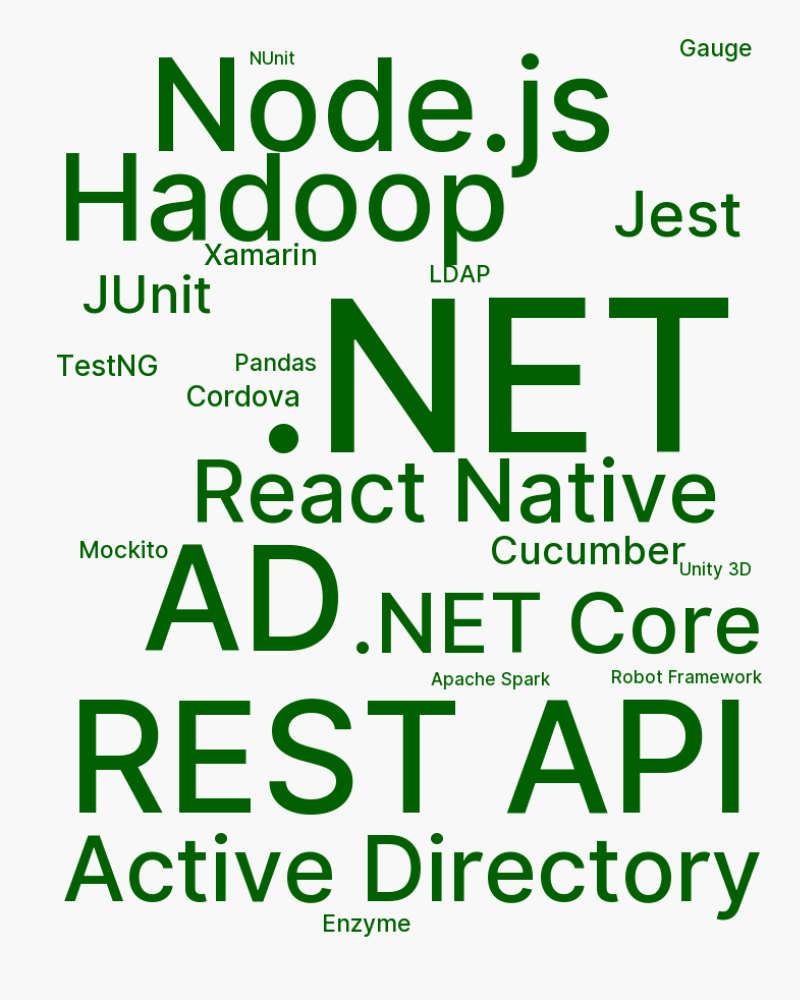 Gauge
NUnit
Node.js
Hadoop
Jest
Xamarin
LDAP
JUnit
.NET
TestNG
Pandas
Cordova
React Native
Mockito
Cucumber
Unity 3D
AD
.NET Core
Apache Spark
Robot Framework
REST API
Active Directory
Enzyme